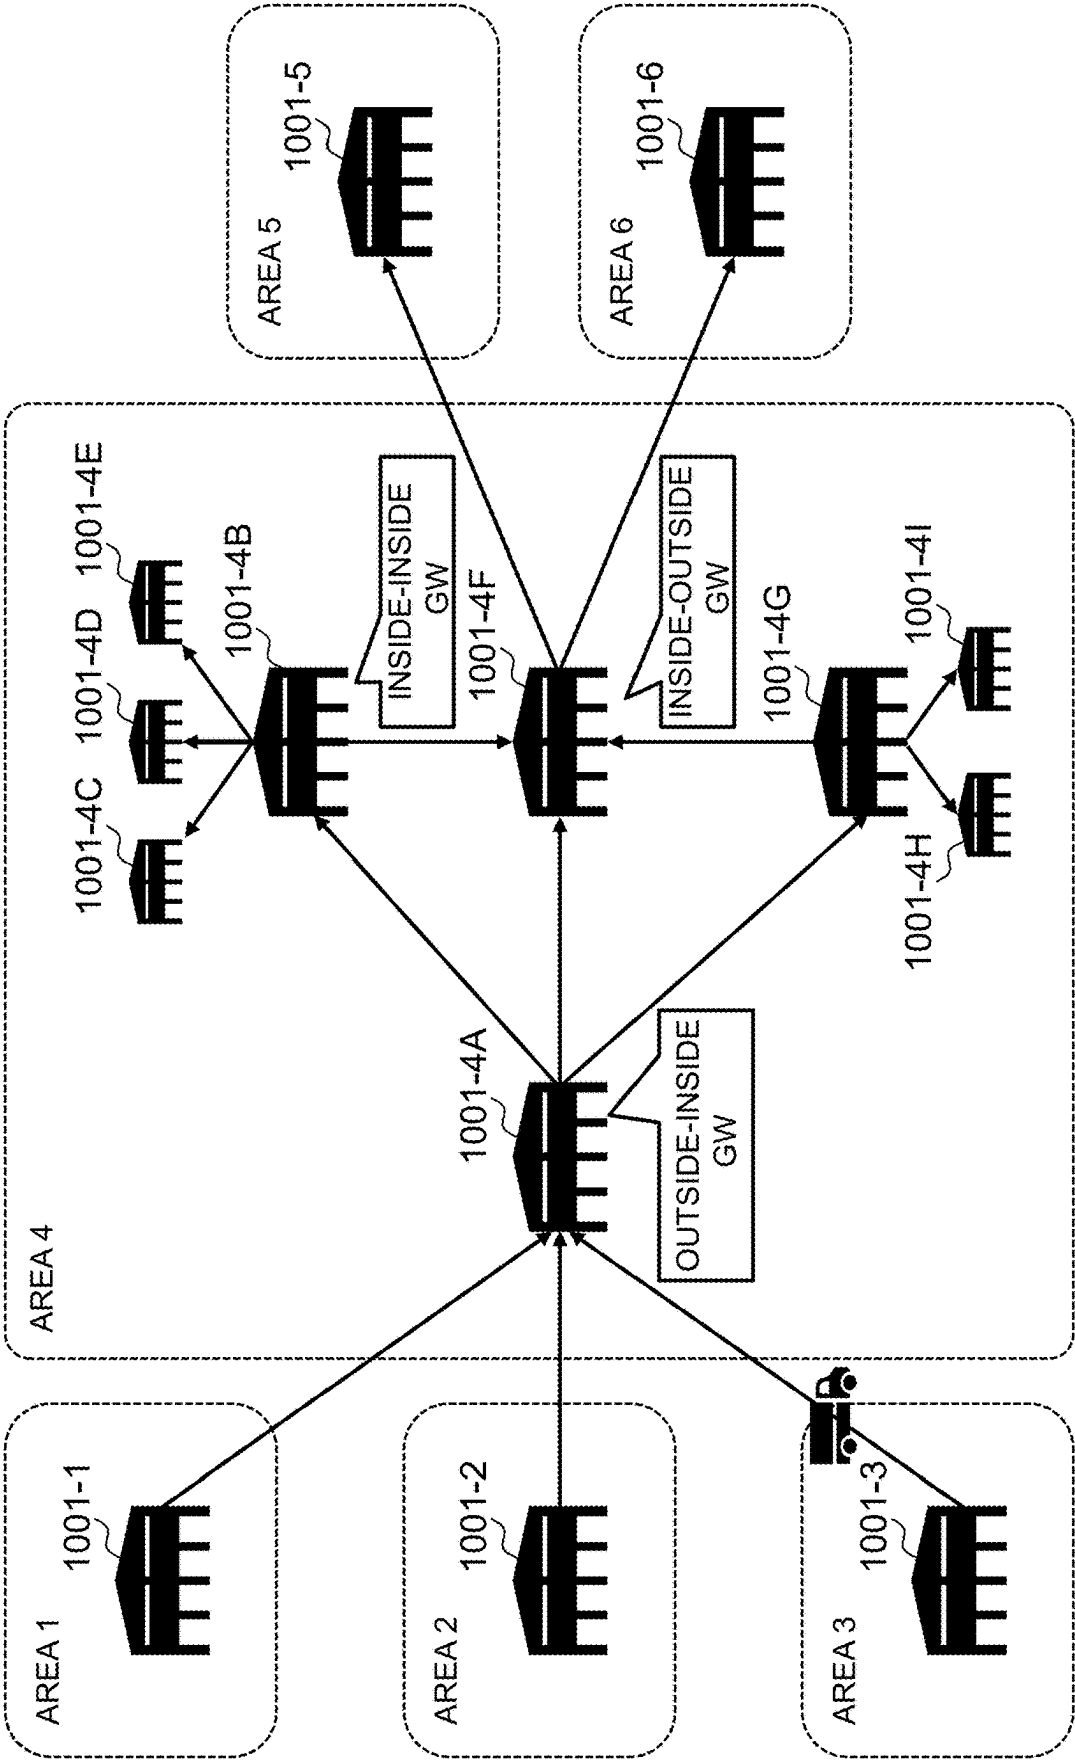 AREA 1
1001-1
AREA 2
1001-2
AREA 3
1001-3
AREA 4
1001-4A
OUTSIDE-INSIDE
GW
1001-4C
1001-4D
1001-4E
1001-4B
INSIDE-INSIDE
GW
1001-4F
INSIDE-OUTSIDE
GW
1001-4G
1001-4H
1001-4I
AREA 5
1001-5
AREA 6
1001-6